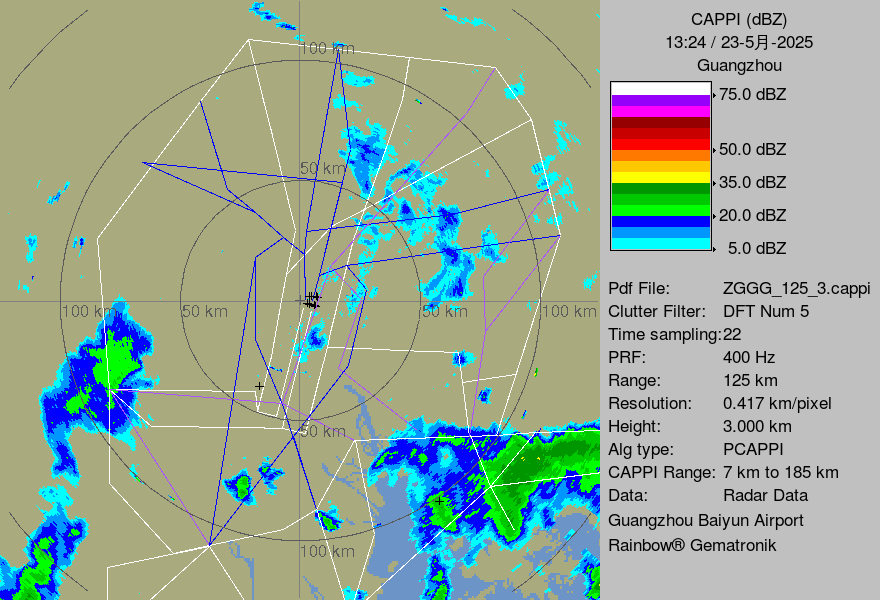 CAPPI (dBZ)
13:24 / 23-5月-2025
Guangzhou
75.0 dBZ
50.0 dBZ
35.0 dBZ
20.0 dBZ
5.0 dBZ
Pdf File: ZGGG_125_3.cappi
Clutter Filter: DFT Num 5
Time sampling:22
PRF: 400 Hz
Range: 125 km
Resolution: 0.417 km/pixel
Height: 3.000 km
Alg type: PCAPPI
CAPPI Range: 7 km to 185 km
Data: Radar Data
Guangzhou Baiyun Airport
Rainbow® Gematronik
100 km
50 km
100 km
50 km
50 km
100 km
50 km
100 km